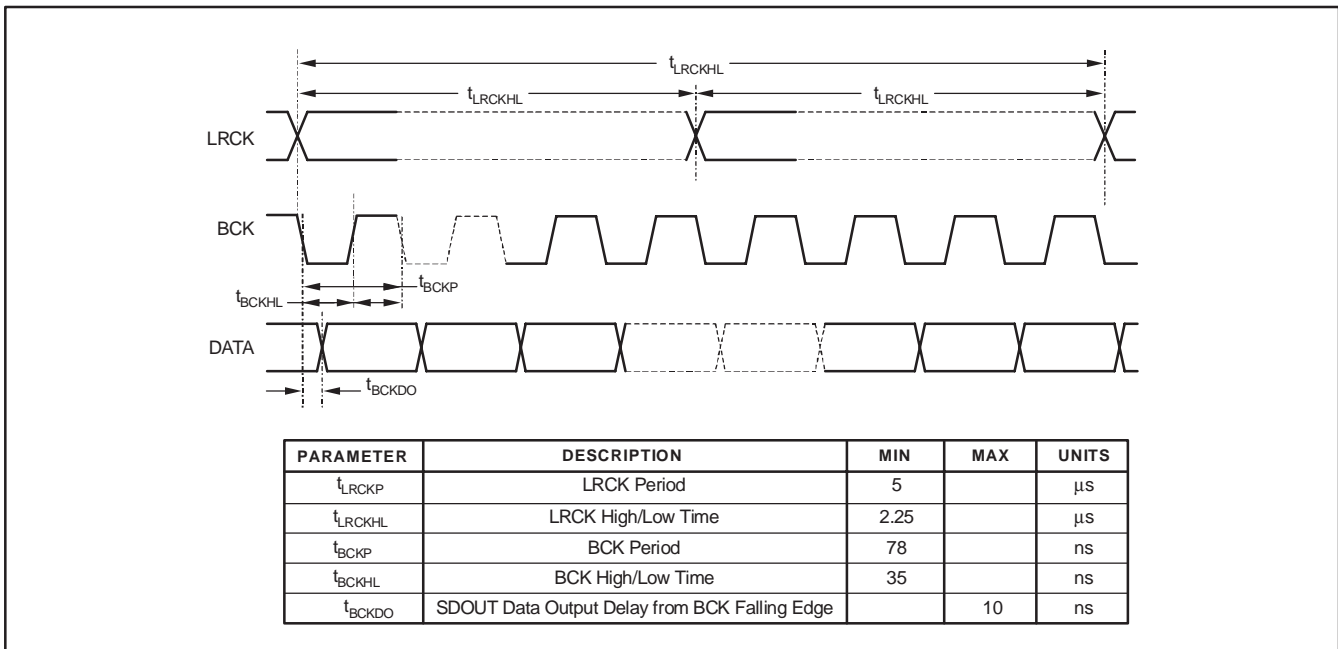 tLRCKHL
tLRCKHL tLRCKHL
LRCK
BCK
tBCKP
tBCKHL
DATA
tBCKDO
PARAMETER DESCRIPTION MIN MAX UNITS
tLRCKP LRCK Period 5 μs
tLRCKHL LRCK High/Low Time 2.25 μs
tBCKP BCK Period 78 ns
tBCKHL BCK High/Low Time 35 ns
tBCKDO SDOUT Data Output Delay from BCK Falling Edge 10 ns